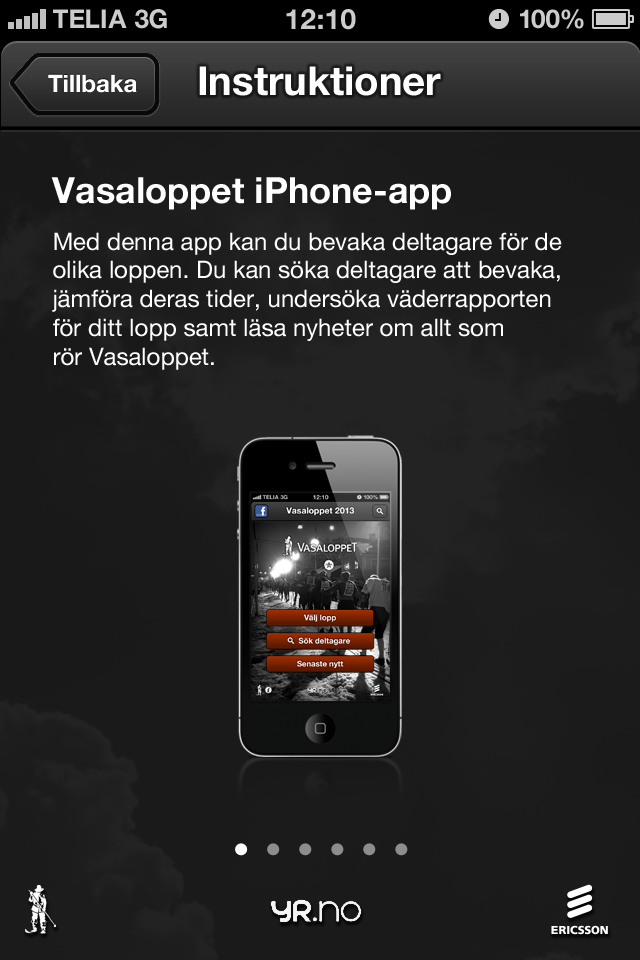 TELIA 3G 12:10 100%
Tillbaka Instruktioner
Vasaloppet iPhone-app
Med denna app kan du bevaka deltagare för de
olika loppen. Du kan söka deltagare att bevaka,
jämföra deras tider, undersöka väderrapporten
för ditt lopp samt läsa nyheter om allt som
rör Vasaloppet.
TELIA 3G 12:10 100%
f Vasaloppet 2013
VASALOPPET
Välj lopp
Sök deltagare
Senaste nytt
YR.NO ERICSSON
YR.NO
ERICSSON